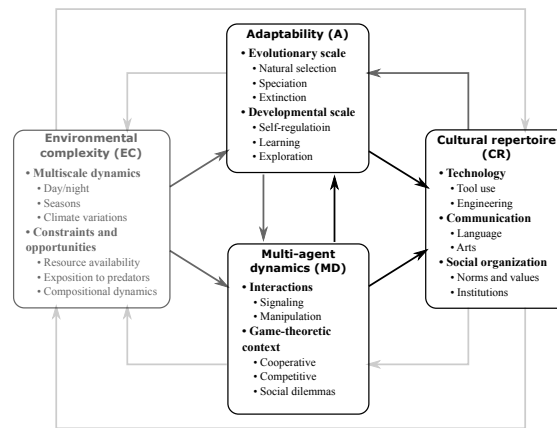 Adaptability (A)
• Evolutionary scale
• Natural selection
• Speciation
• Extinction
• Developmental scale
• Self-regulatioin
• Learning
• Exploration
Environmental
complexity (EC)
• Multiscale dynamics
• Day/night
• Seasons
• Climate variations
• Constraints and
opportunities
• Resource availability
• Exposition to predators
• Compositional dynamics
Cultural repertoire
(CR)
• Technology
• Tool use
• Engineering
• Communication
• Language
• Arts
• Social organization
• Norms and values
• Institutions
Multi-agent
dynamics (MD)
• Interactions
• Signaling
• Manipulation
• Game-theoretic
context
• Cooperative
• Competitive
• Social dilemmas